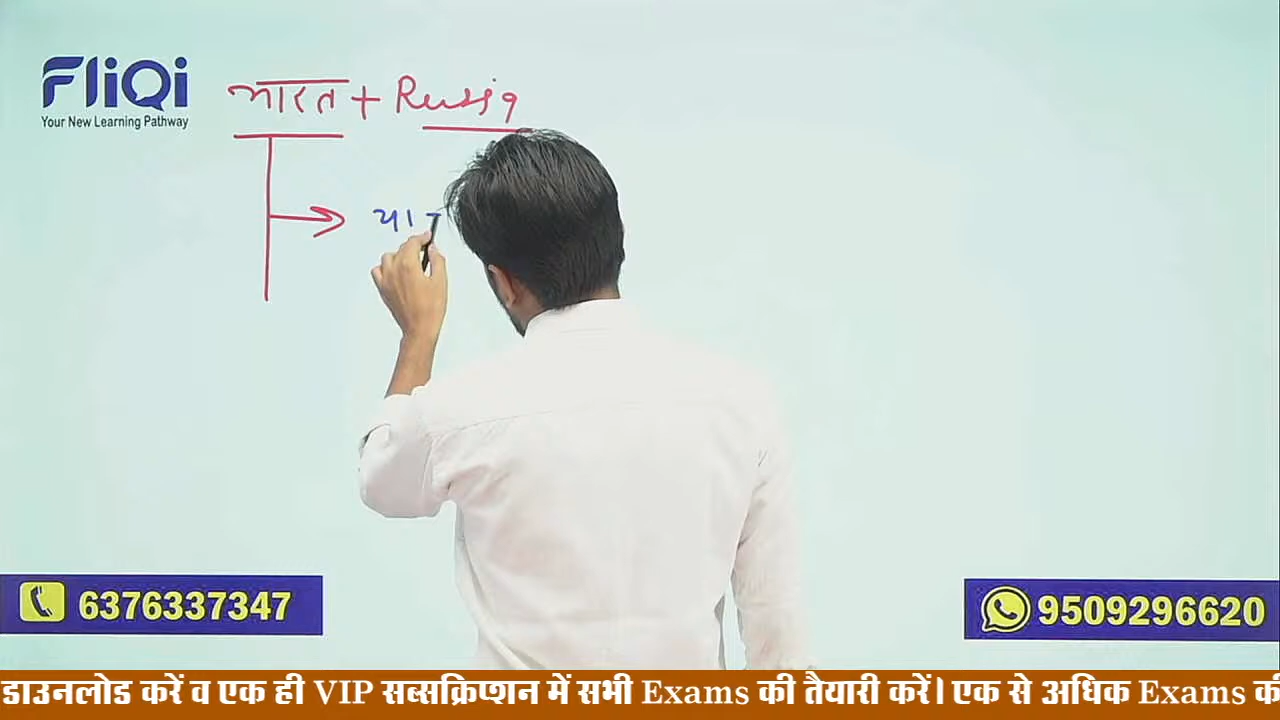 FliQi
Your New Learning Pathway
भारत + Russia
6376337347
9509296620
डाउनलोड करें व एक ही VIP सब्सक्रिप्शन में सभी Exams की तैयारी करें। एक से अधिक Exams की